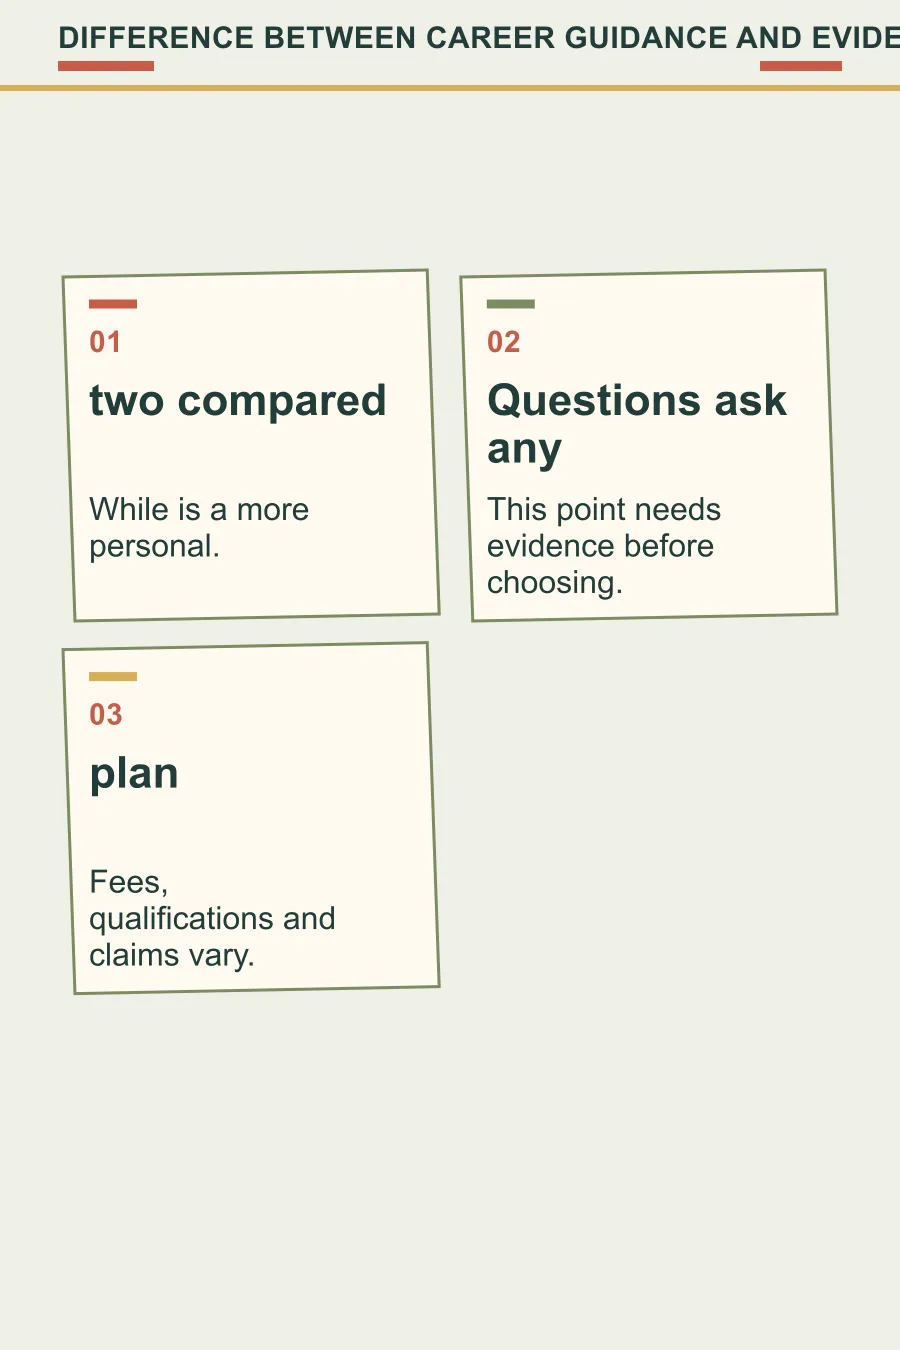 DIFFERENCE BETWEEN CAREER GUIDANCE AND EVIDE
01
two compared
While is a more
personal.
02
Questions ask
any
This point needs
evidence before
choosing.
03
plan
Fees,
qualifications and
claims vary.